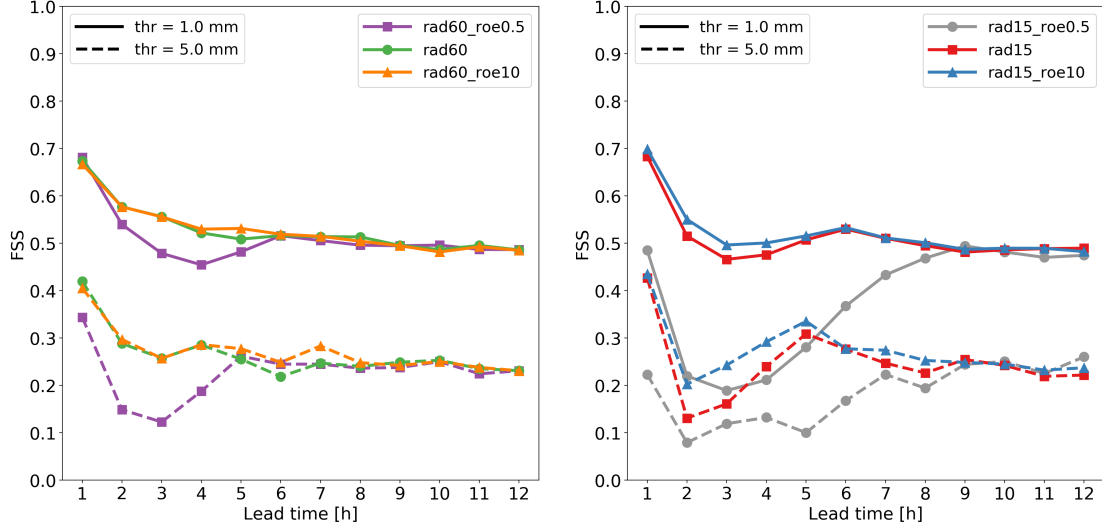 thr = 1.0 mm
thr = 5.0 mm
rad60_roe0.5
rad60
rad60_roe10
FSS
1.0
0.9
0.8
0.7
0.6
0.5
0.4
0.3
0.2
0.1
0.0
1 2 3 4 5 6 7 8 9 10 11 12
Lead time [h]
thr = 1.0 mm
thr = 5.0 mm
rad15_roe0.5
rad15
rad15_roe10
FSS
1.0
0.9
0.8
0.7
0.6
0.5
0.4
0.3
0.2
0.1
0.0
1 2 3 4 5 6 7 8 9 10 11 12
Lead time [h]